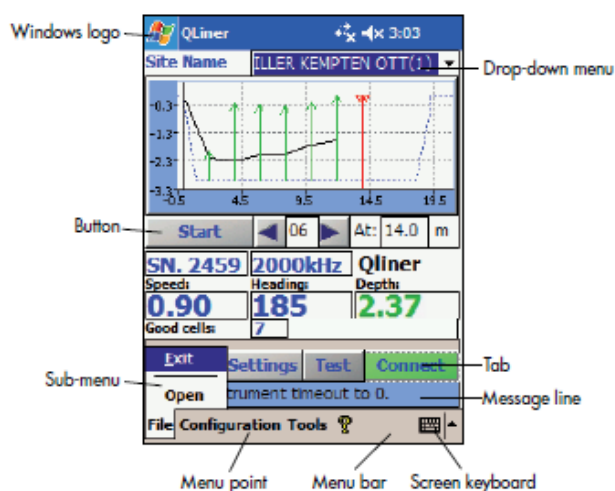 Windows logo
QLiner 3:03
Site Name ILLER KEMPTEN OTT(1)
Drop-down menu
-0.3
-1.3
-2.3
-3.3
-0.5 4.5 9.5 14.5 19.5
Button
Start 06 At: 14.0 m
SN. 2459 2000kHz Qliner
Speed: Heading: Depth:
0.90 185 2.37
Good cells: 7
Exit Settings Test Connect
Tab
Sub-menu
Open trument timeout to 0.
Message line
File Configuration Tools ?
Menu point Menu bar Screen keyboard